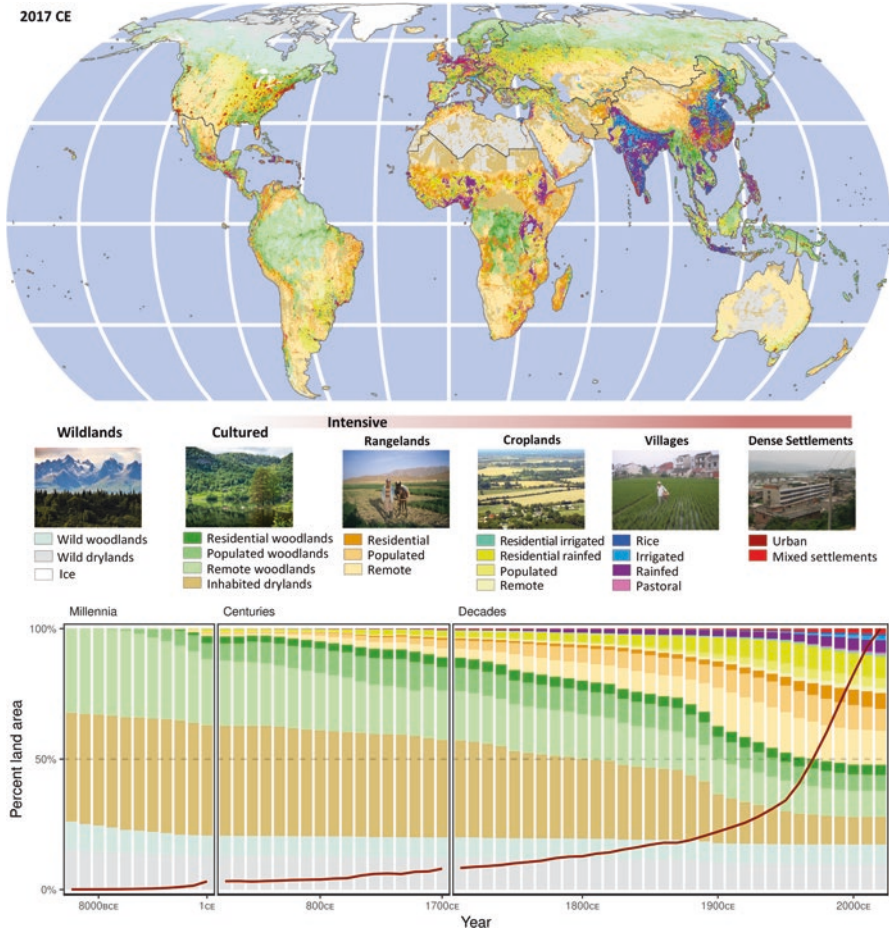 2017 CE
Intensive
Wildlands
Cultured
Rangelands
Croplands
Villages
Dense Settlements
Wild woodlands
Wild drylands
Ice
Residential woodlands
Populated woodlands
Remote woodlands
Inhabited drylands
Residential
Populated
Remote
Residential irrigated
Residential rainfed
Populated
Remote
Rice
Irrigated
Rainfed
Pastoral
Urban
Mixed settlements
Millennia
Centuries
Decades
100%
50%
0%
Percent land area
8000BCE
1CE
800CE
1700CE
1800CE
1900CE
2000CE
Year